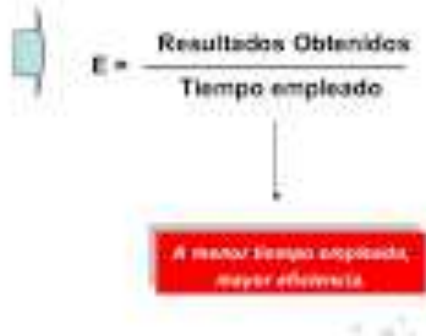 E =
Resultados Obtenidos
Tiempo empleado
A menor tiempo empleado,
mayor eficiencia.